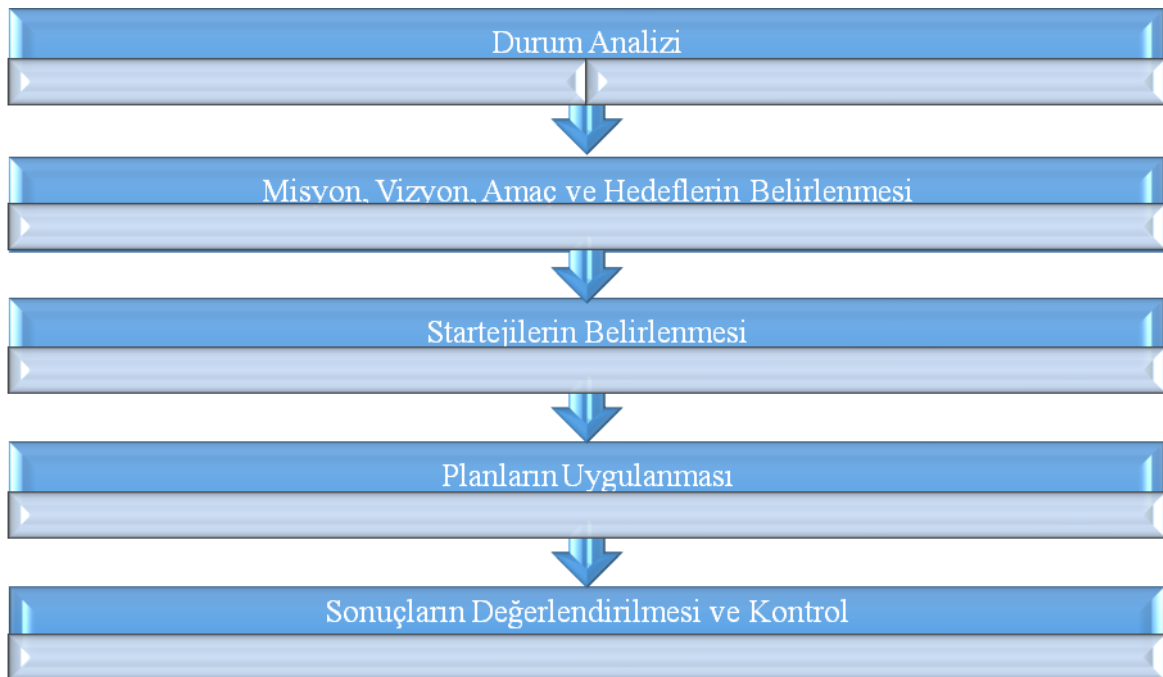 Durum Analizi
Misyon, Vizyon, Amaç ve Hedeflerin Belirlenmesi
Startejilerin Belirlenmesi
Planların Uygulanması
Sonuçların Değerlendirilmesi ve Kontrol